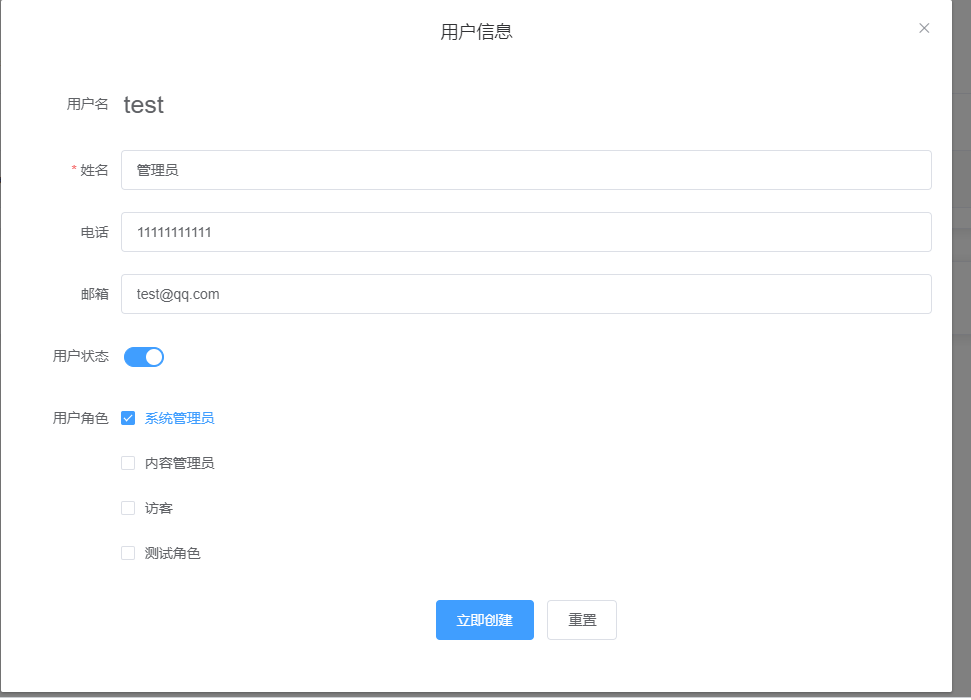 用户信息
用户名 test
* 姓名 管理员
电话 11111111111
邮箱 test@qq.com
用户状态
用户角色 系统管理员
内容管理员
访客
测试角色
立即创建 重置